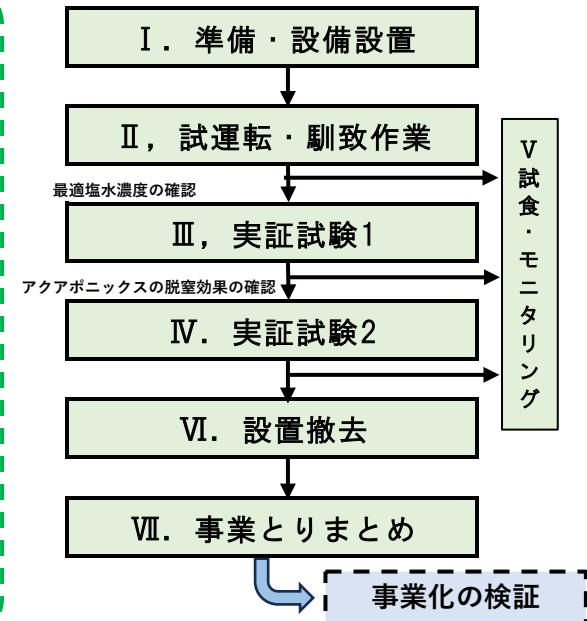 Ⅰ．準備・設備設置
Ⅱ，試運転・馴致作業
最適塩水濃度の確認
Ⅲ，実証試験1
アクアポニックスの脱窒効果の確認
Ⅳ．実証試験2
Ⅴ試食・モニタリング
Ⅵ．設置撤去
Ⅶ．事業とりまとめ
事業化の検証